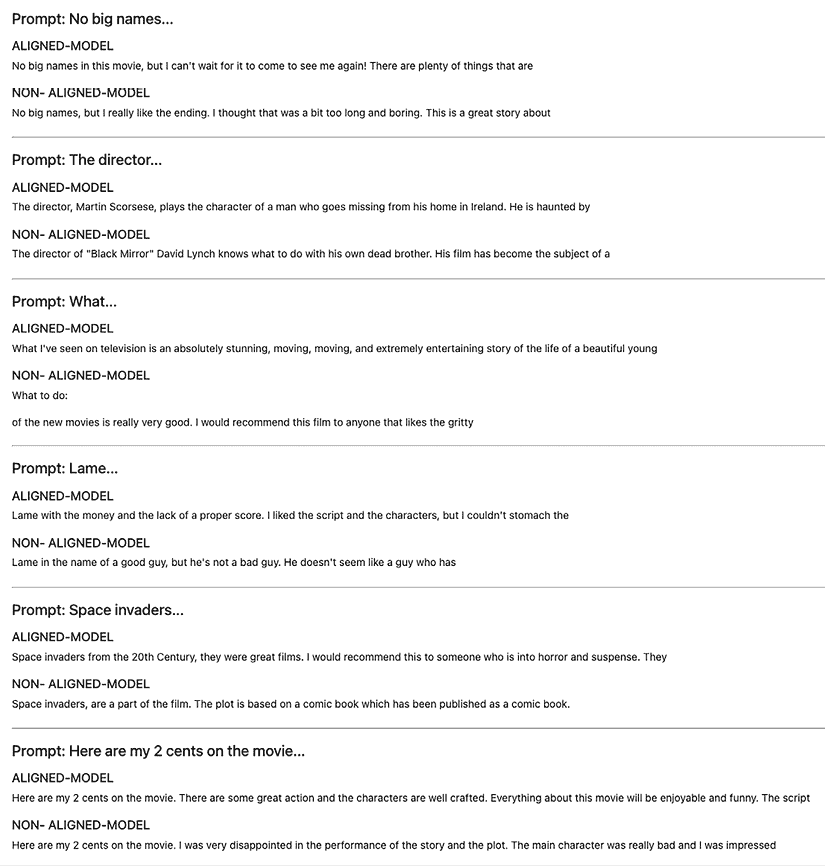 Prompt: No big names...
ALIGNED-MODEL
No big names in this movie, but I can't wait for it to come to see me again! There are plenty of things that are
NON- ALIGNED-MODEL
No big names, but I really like the ending. I thought that was a bit too long and boring. This is a great story about
Prompt: The director...
ALIGNED-MODEL
The director, Martin Scorsese, plays the character of a man who goes missing from his home in Ireland. He is haunted by
NON- ALIGNED-MODEL
The director of "Black Mirror" David Lynch knows what to do with his own dead brother. His film has become the subject of a
Prompt: What...
ALIGNED-MODEL
What I've seen on television is an absolutely stunning, moving, moving, and extremely entertaining story of the life of a beautiful young
NON- ALIGNED-MODEL
What to do:
of the new movies is really very good. I would recommend this film to anyone that likes the gritty
Prompt: Lame...
ALIGNED-MODEL
Lame with the money and the lack of a proper score. I liked the script and the characters, but I couldn't stomach the
NON- ALIGNED-MODEL
Lame in the name of a good guy, but he's not a bad guy. He doesn't seem like a guy who has
Prompt: Space invaders...
ALIGNED-MODEL
Space invaders from the 20th Century, they were great films. I would recommend this to someone who is into horror and suspense. They
NON- ALIGNED-MODEL
Space invaders, are a part of the film. The plot is based on a comic book which has been published as a comic book.
Prompt: Here are my 2 cents on the movie...
ALIGNED-MODEL
Here are my 2 cents on the movie. There are some great action and the characters are well crafted. Everything about this movie will be enjoyable and funny. The script
NON- ALIGNED-MODEL
Here are my 2 cents on the movie. I was very disappointed in the performance of the story and the plot. The main character was really bad and I was impressed